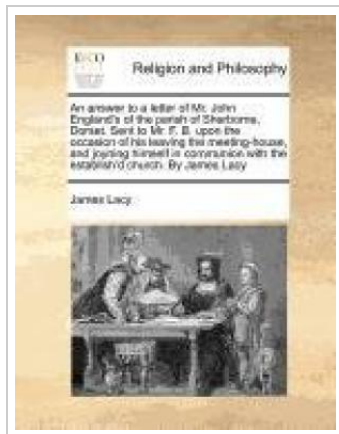 ECCO
Religion and Philosophy
An answer to a letter of Mr. John
England's of the parish of Sherborne,
Dorset. Sent to Mr. F. B. upon the
occasion of his leaving the meeting-house,
and joyning himself in communion with the
establish'd church. By James Lacy
James Lacy